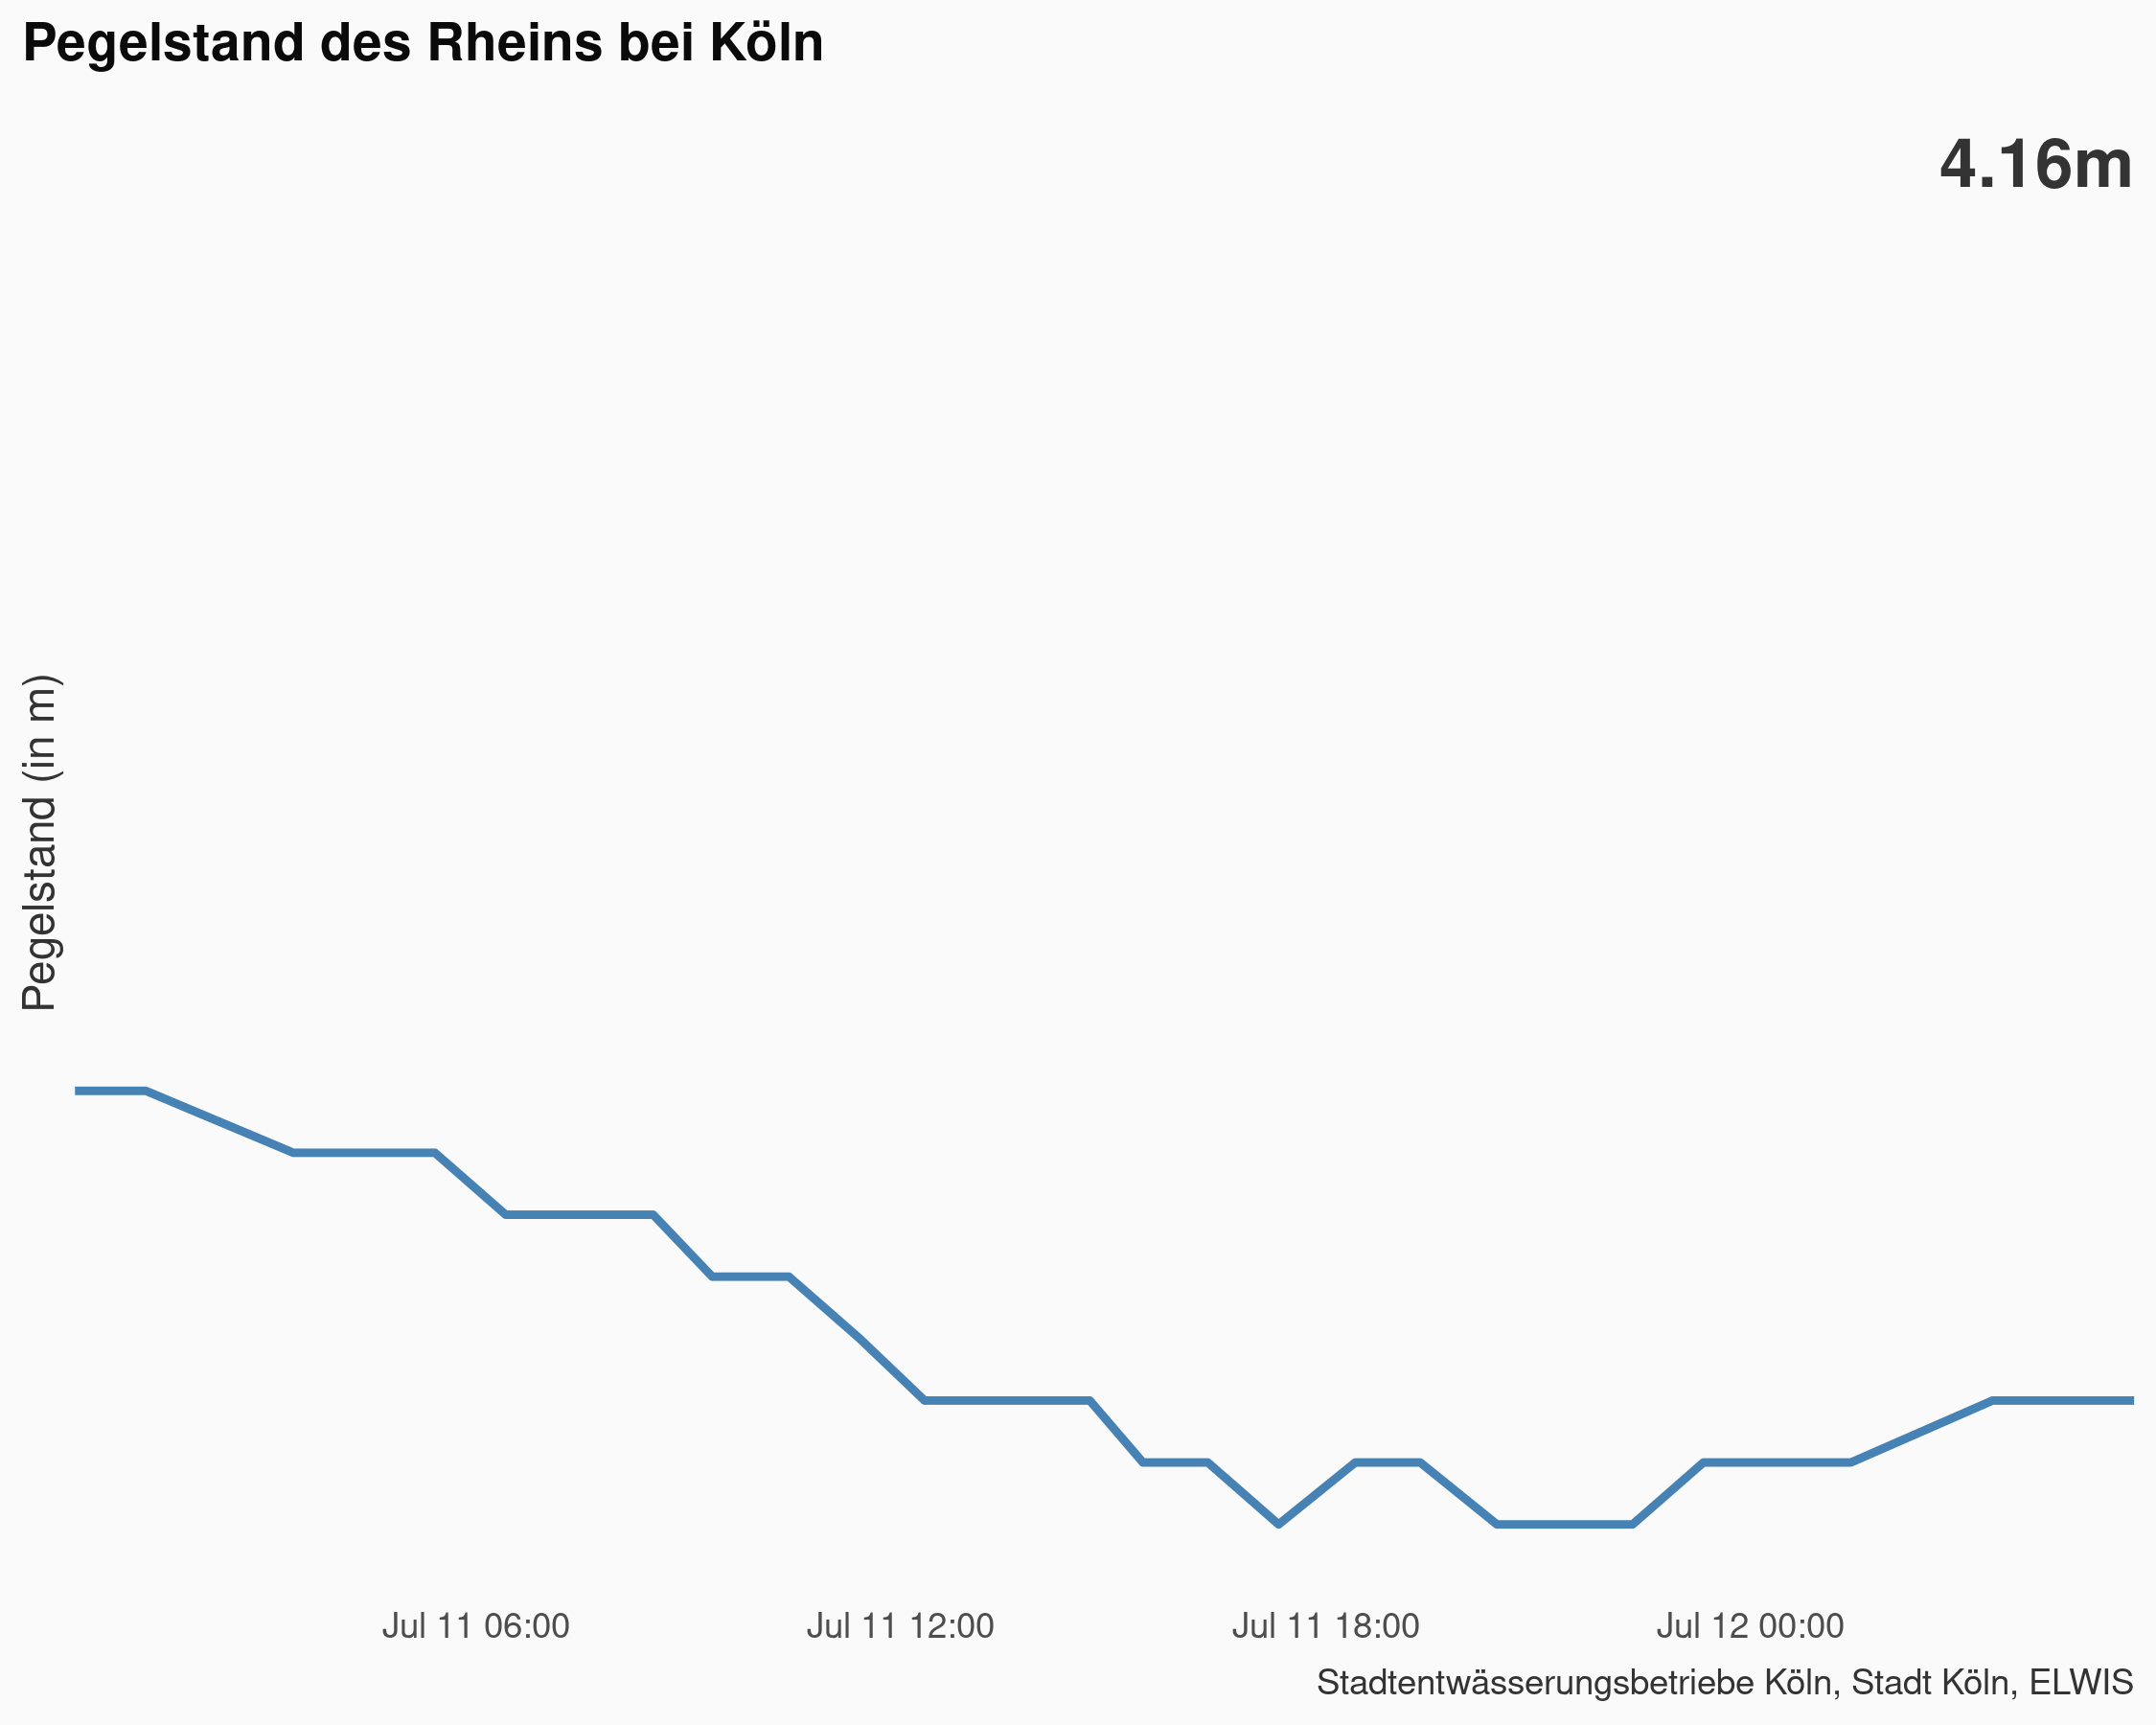 Pegelstand des Rheins bei Köln
4.16m
Pegelstand (in m)
Jul 11 06:00
Jul 11 12:00
Jul 11 18:00
Jul 12 00:00
Stadtentwässerungsbetriebe Köln, Stadt Köln, ELWIS